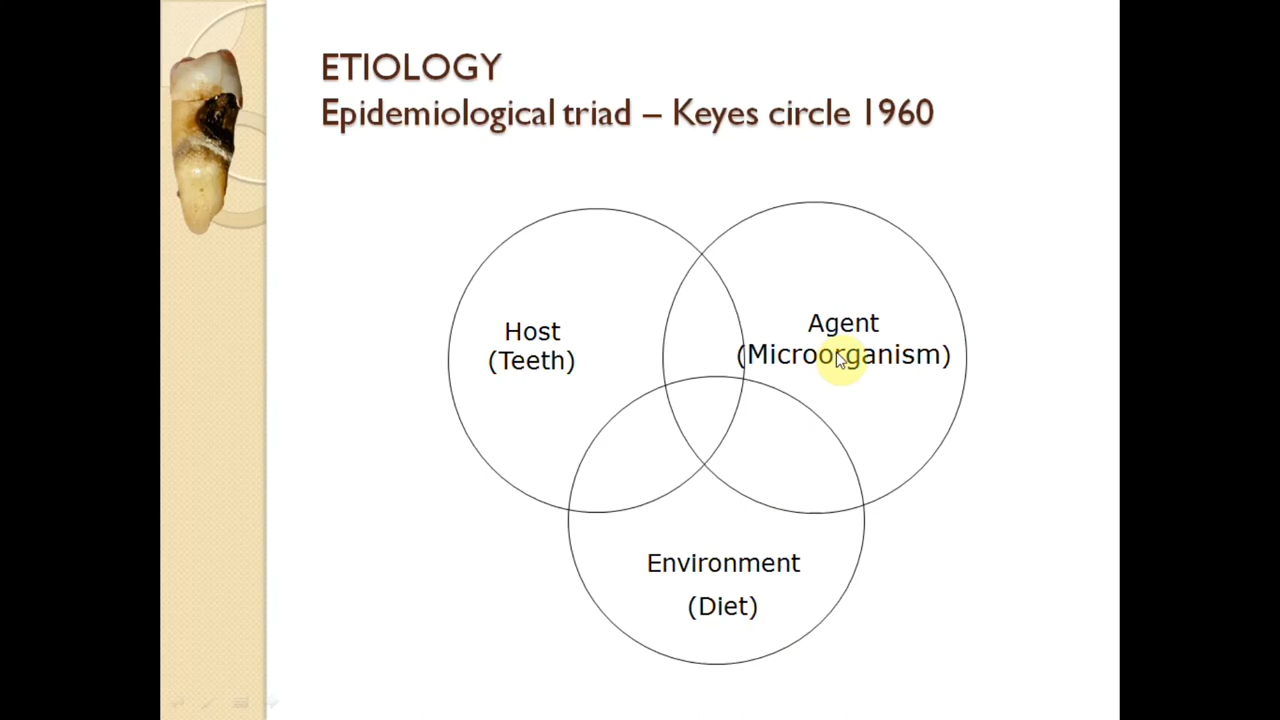 ETIOLOGY
Epidemiological triad – Keyes circle 1960
Host
(Teeth)
Agent
(Microorganism)
Environment
(Diet)